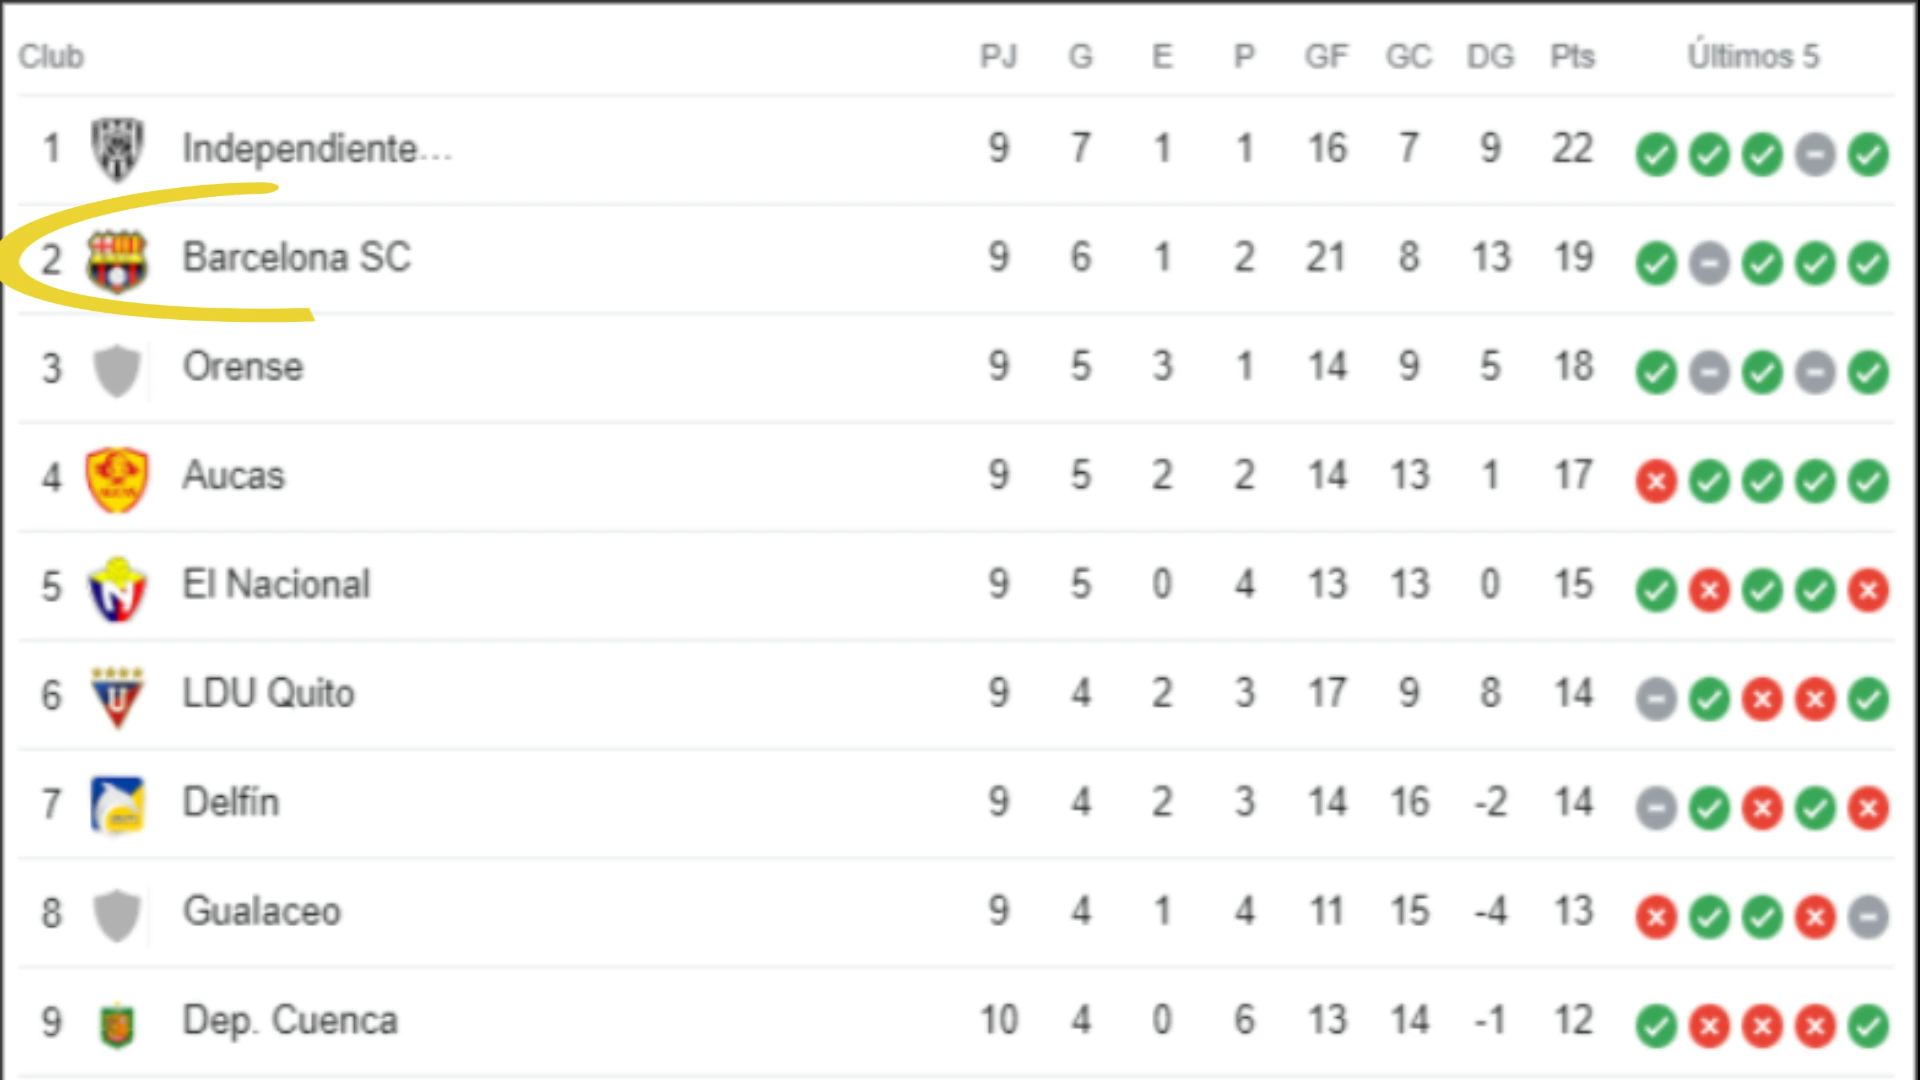 Club PJ G E P GF GC DG Pts Últimos 5
1 Independiente... 9 7 1 1 16 7 9 22
2 Barcelona SC 9 6 1 2 21 8 13 19
3 Orense 9 5 3 1 14 9 5 18
4 Aucas 9 5 2 2 14 13 1 17
5 El Nacional 9 5 0 4 13 13 0 15
6 LDU Quito 9 4 2 3 17 9 8 14
7 Delfín 9 4 2 3 14 16 -2 14
8 Gualaceo 9 4 1 4 11 15 -4 13
9 Dep. Cuenca 10 4 0 6 13 14 -1 12